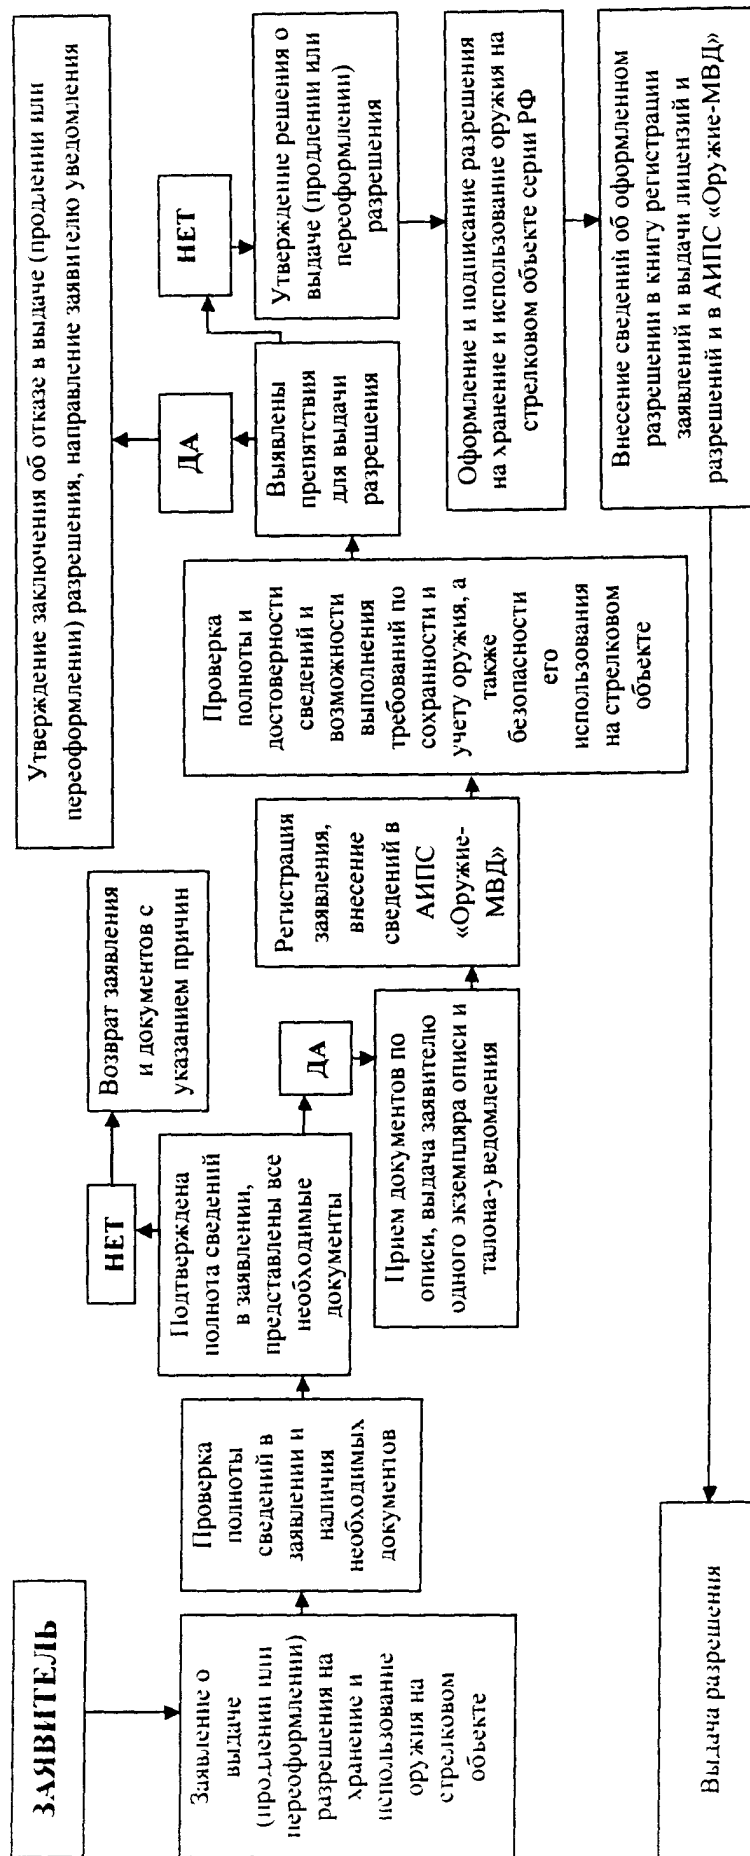 ЗАЯВИТЕЛЬ
Заявление о
выдаче
(продлении или
переоформлении)
разрешения на
хранение и
использование
оружия на
стрелковом
объекте
Проверка
полноты
сведений в
заявлении и
наличия
необходимых
документов
Подтверждена
полнота сведений
в заявлении,
представлены все
необходимые
документы
НЕТ
Возврат заявления
и документов с
указанием причин
ДА
Прием документов по
описи, выдача заявителю
одного экземпляра описи и
талона-уведомления
Регистрация
заявления,
внесение
сведений в
АИПС
«Оружие-
МВД»
Проверка
полноты и
достоверности
сведений и
возможности
выполнения
требований по
сохранности и
учету оружия, а
также
безопасности
его
использования
на стрелковом
объекте
Выявлены
препятствия
для выдачи
разрешения
ДА
Утверждение заключения об отказе в выдаче (продлении или
переоформлении) разрешения, направление заявителю уведомления
НЕТ
Утверждение решения о
выдаче (продлении или
переоформлении)
разрешения
Оформление и подписание разрешения
на хранение и использование оружия на
стрелковом объекте серии РФ
Внесение сведений об оформленном
разрешении в книгу регистрации
заявлений и выдачи лицензий и
разрешений и в АИПС «Оружие-МВД»
Выдача разрешения